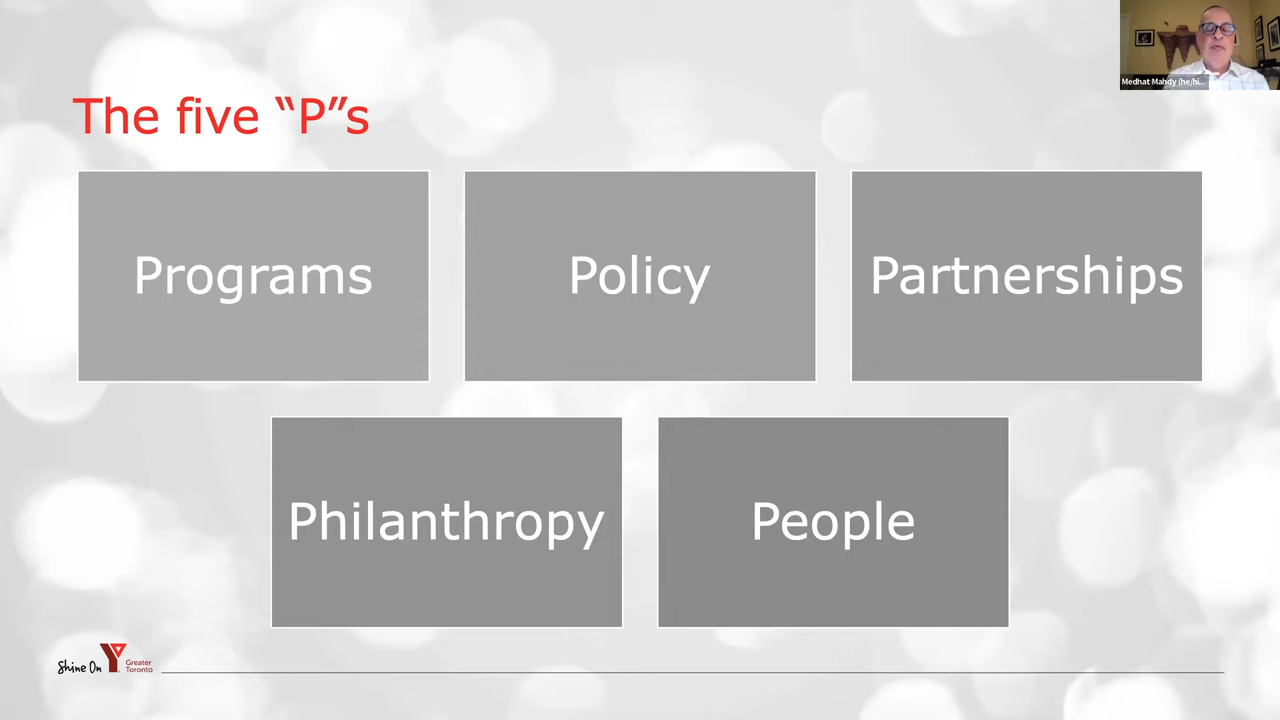 Medhat Mahdy (he/hi...
The five “P”s
Programs
Policy
Partnerships
Philanthropy
People
Shine On
Y
Greater
Toronto